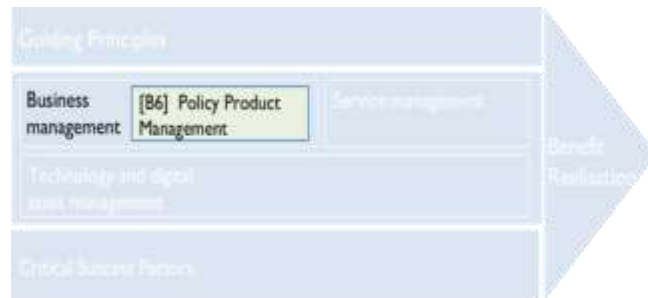 Guiding Principles
Business
management
[B6] Policy Product
Management
Service management
Benefit
Realisation
Technology and digital
asset management
Critical Success Factors